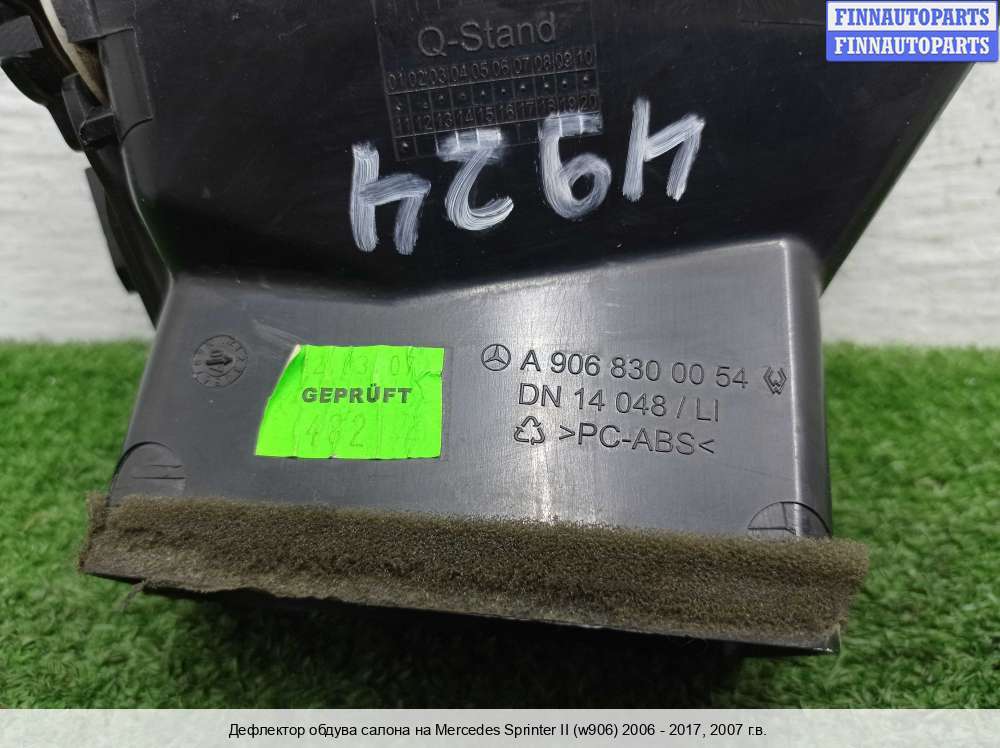 FINNAUTOPARTS
FINNAUTOPARTS
Q-Stand
01 02 03 04 05 06 07 08 09 10
11 12 13 14 15 16 17 18 19 20
4924
GEPRÜFT
A 906 830 00 54
DN 14 048 / LI
>PC-ABS<
Дефлектор обдува салона на Mercedes Sprinter II (w906) 2006 - 2017, 2007 г.в.